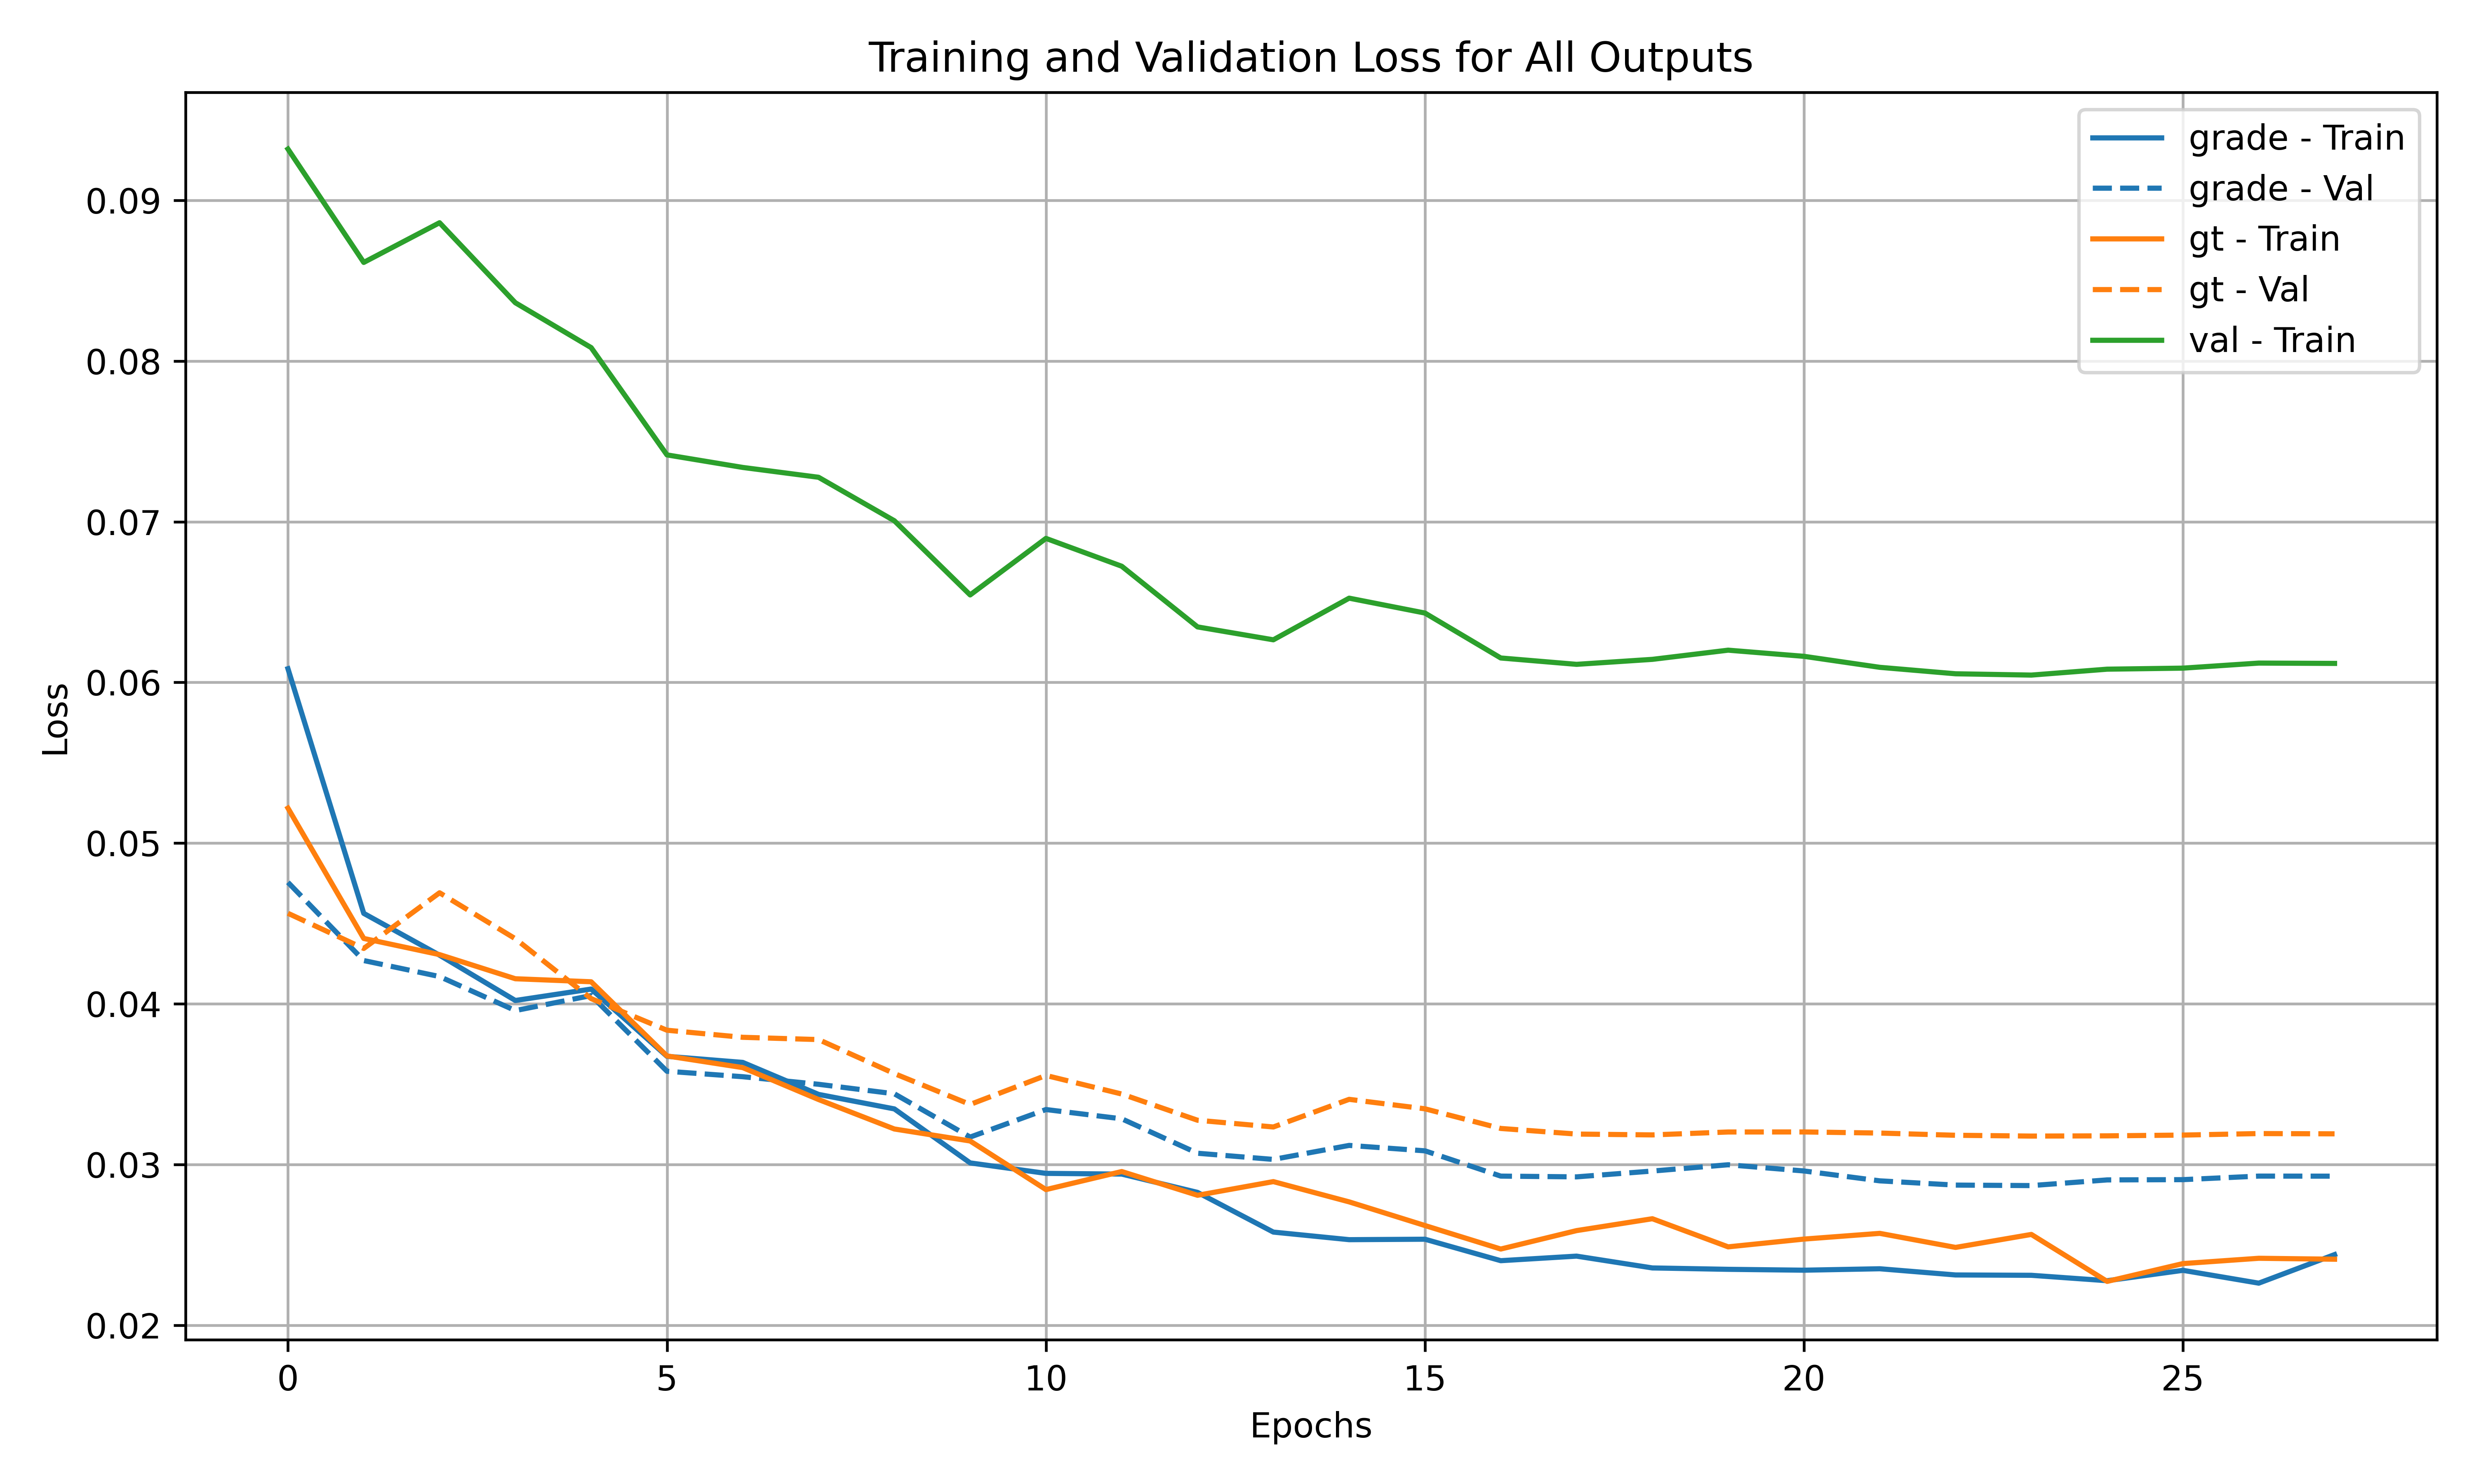 Training and Validation Loss for All Outputs
grade - Train
grade - Val
gt - Train
gt - Val
val - Train
Loss
0.09
0.08
0.07
0.06
0.05
0.04
0.03
0.02
0 5 10 15 20 25
Epochs